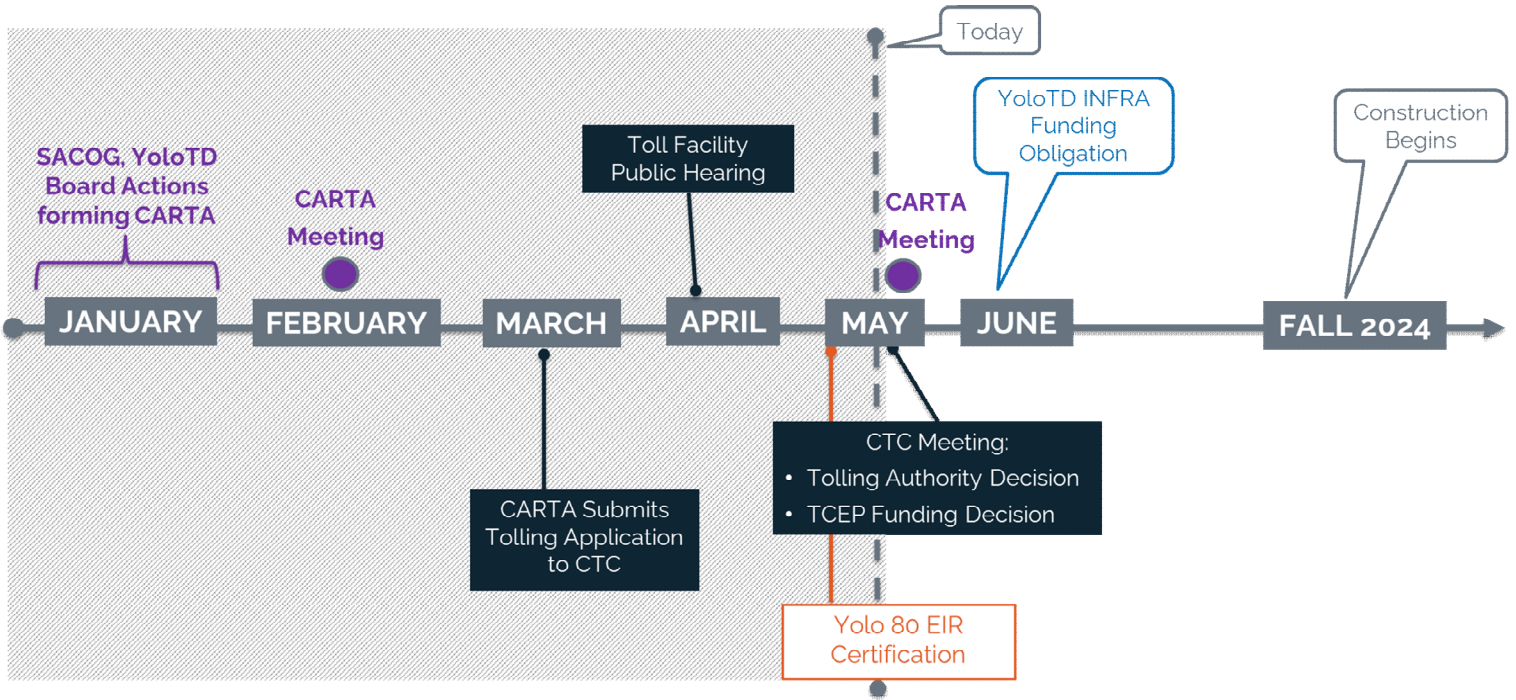 Today
YoloTD INFRA
Funding
Obligation
Construction
Begins
Toll Facility
Public Hearing
SACOG, YoloTD
Board Actions
forming CARTA
CARTA
Meeting
CARTA
Meeting
JANUARY
FEBRUARY
MARCH
APRIL
MAY
JUNE
FALL 2024
CTC Meeting:
• Tolling Authority Decision
• TCEP Funding Decision
CARTA Submits
Tolling Application
to CTC
Yolo 80 EIR
Certification